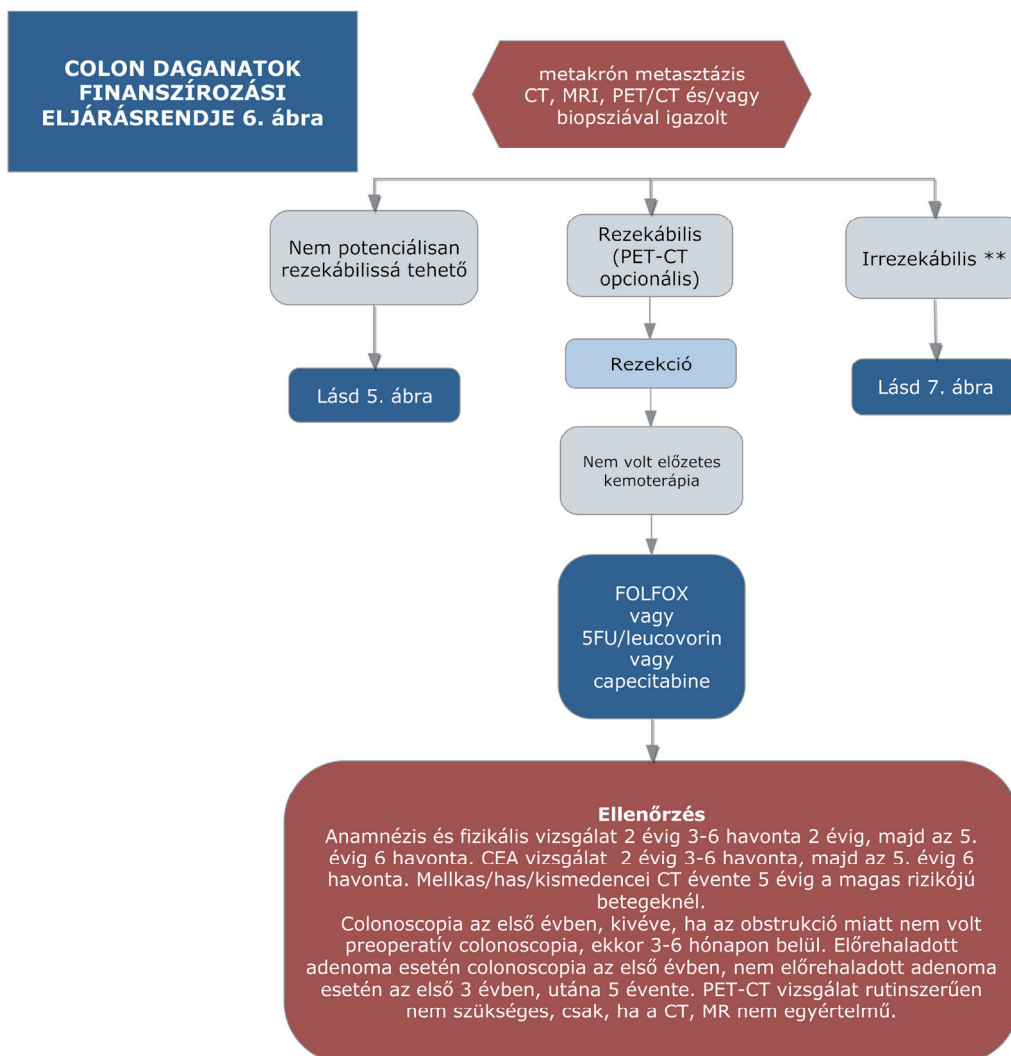 COLON DAGANATOK
FINANSZÍROZÁSI
ELJÁRÁSRENDJE 6. ábra
metakrón metasztázis
CT, MRI, PET/CT és/vagy
biopsziával igazolt
Nem potenciálisan
rezekábilissá tehető
Rezekábilis
(PET-CT
opcionális)
Irrezekábilis **
Lásd 5. ábra
Rezekció
Lásd 7. ábra
Nem volt előzetes
kemoterápia
FOLFOX
vagy
5FU/leucovorin
vagy
capecitabine
Ellenőrzés
Anamnézis és fizikális vizsgálat 2 évig 3-6 havonta 2 évig, majd az 5.
évig 6 havonta. CEA vizsgálat 2 évig 3-6 havonta, majd az 5. évig 6
havonta. Mellkas/has/kismedencei CT évente 5 évig a magas rizikójú
betegeknél.
Colonoscopia az első évben, kivéve, ha az obstrukció miatt nem volt
preoperatív colonoscopia, ekkor 3-6 hónapon belül. Előrehaladott
adenoma esetén colonoscopia az első évben, nem előrehaladott adenoma
esetén az első 3 évben, utána 5 évente. PET-CT vizsgálat rutinszerűen
nem szükséges, csak, ha a CT, MR nem egyértelmű.